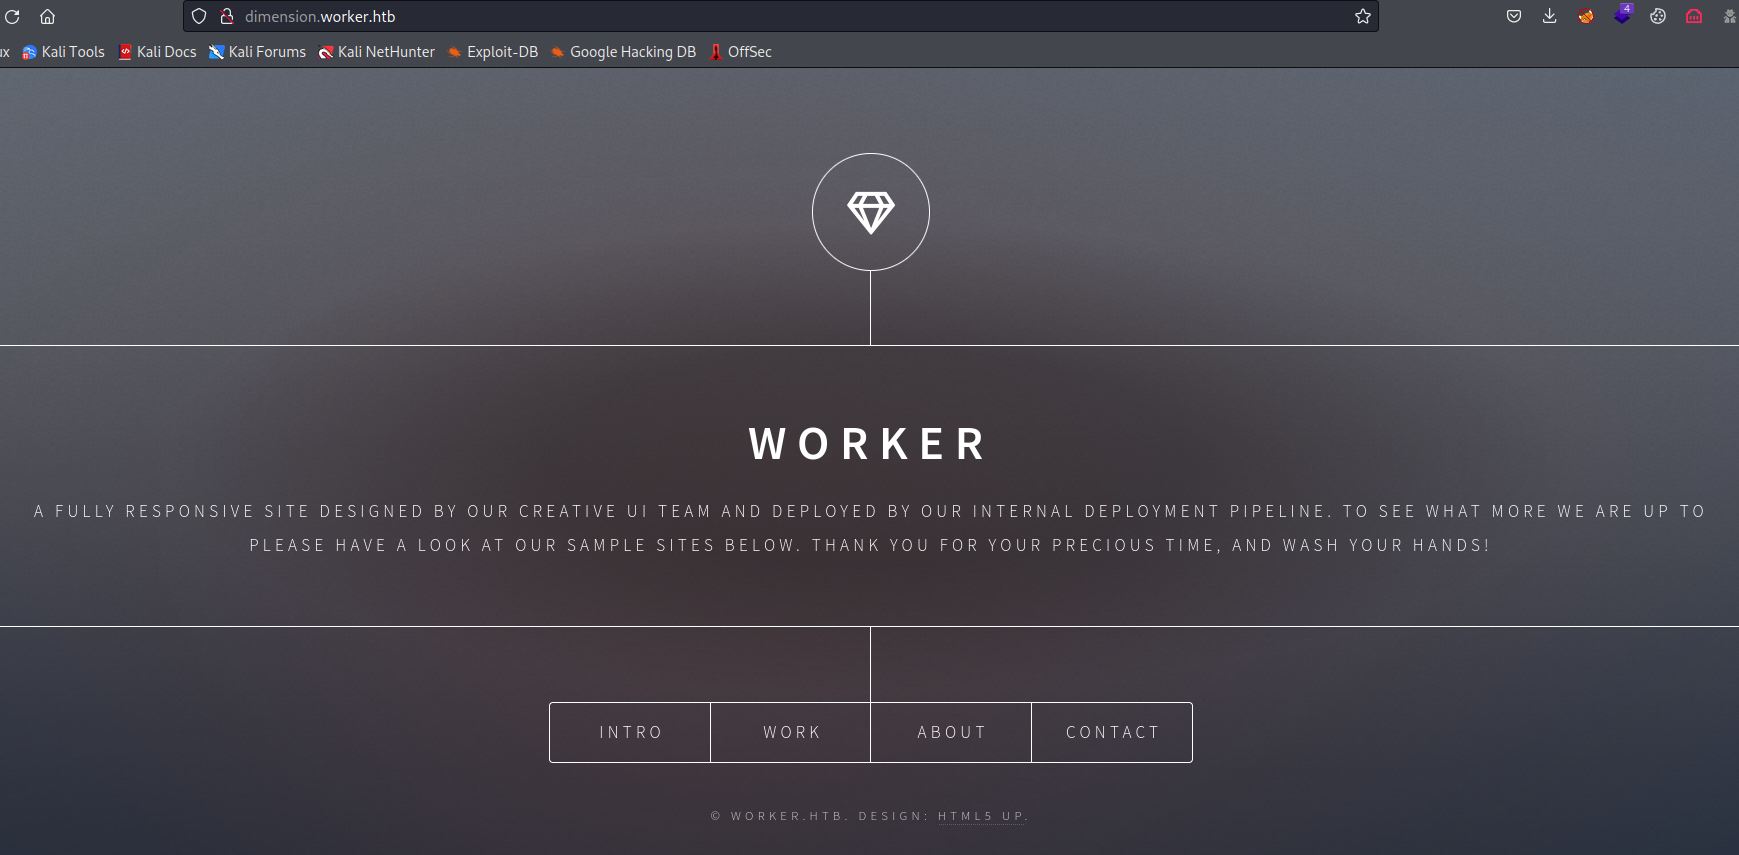 dimension.worker.htb
4
ux Kali Tools Kali Docs Kali Forums Kali NetHunter Exploit-DB Google Hacking DB OffSec
WORKER
A FULLY RESPONSIVE SITE DESIGNED BY OUR CREATIVE UI TEAM AND DEPLOYED BY OUR INTERNAL DEPLOYMENT PIPELINE. TO SEE WHAT MORE WE ARE UP TO
PLEASE HAVE A LOOK AT OUR SAMPLE SITES BELOW. THANK YOU FOR YOUR PRECIOUS TIME, AND WASH YOUR HANDS!
INTRO WORK ABOUT CONTACT
© WORKER.HTB. DESIGN: HTML5 UP.